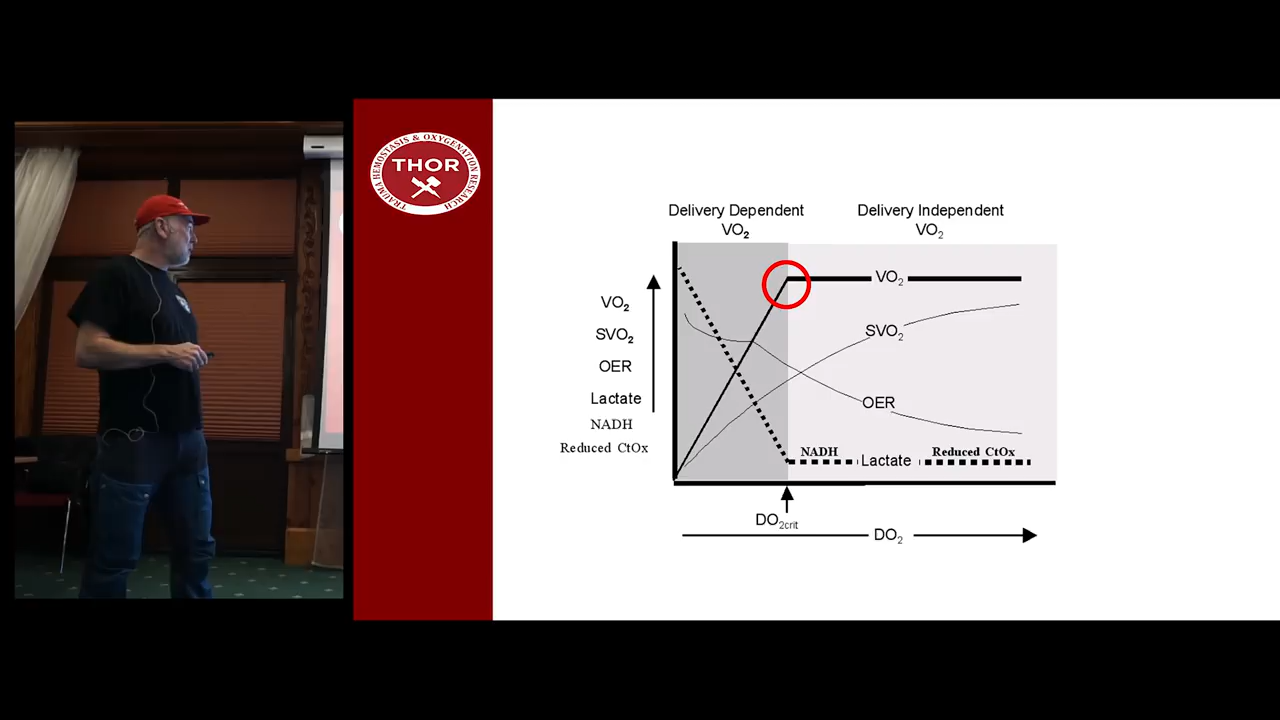 TRAUMA HEMOSTASIS & OXYGENATION RESEARCH
THOR
Delivery Dependent
VO₂
Delivery Independent
VO₂
VO₂
SVO₂
OER
Lactate
NADH
Reduced CtOx
VO₂
SVO₂
OER
NADH
Lactate
Reduced CtOx
DO₂crit
DO₂